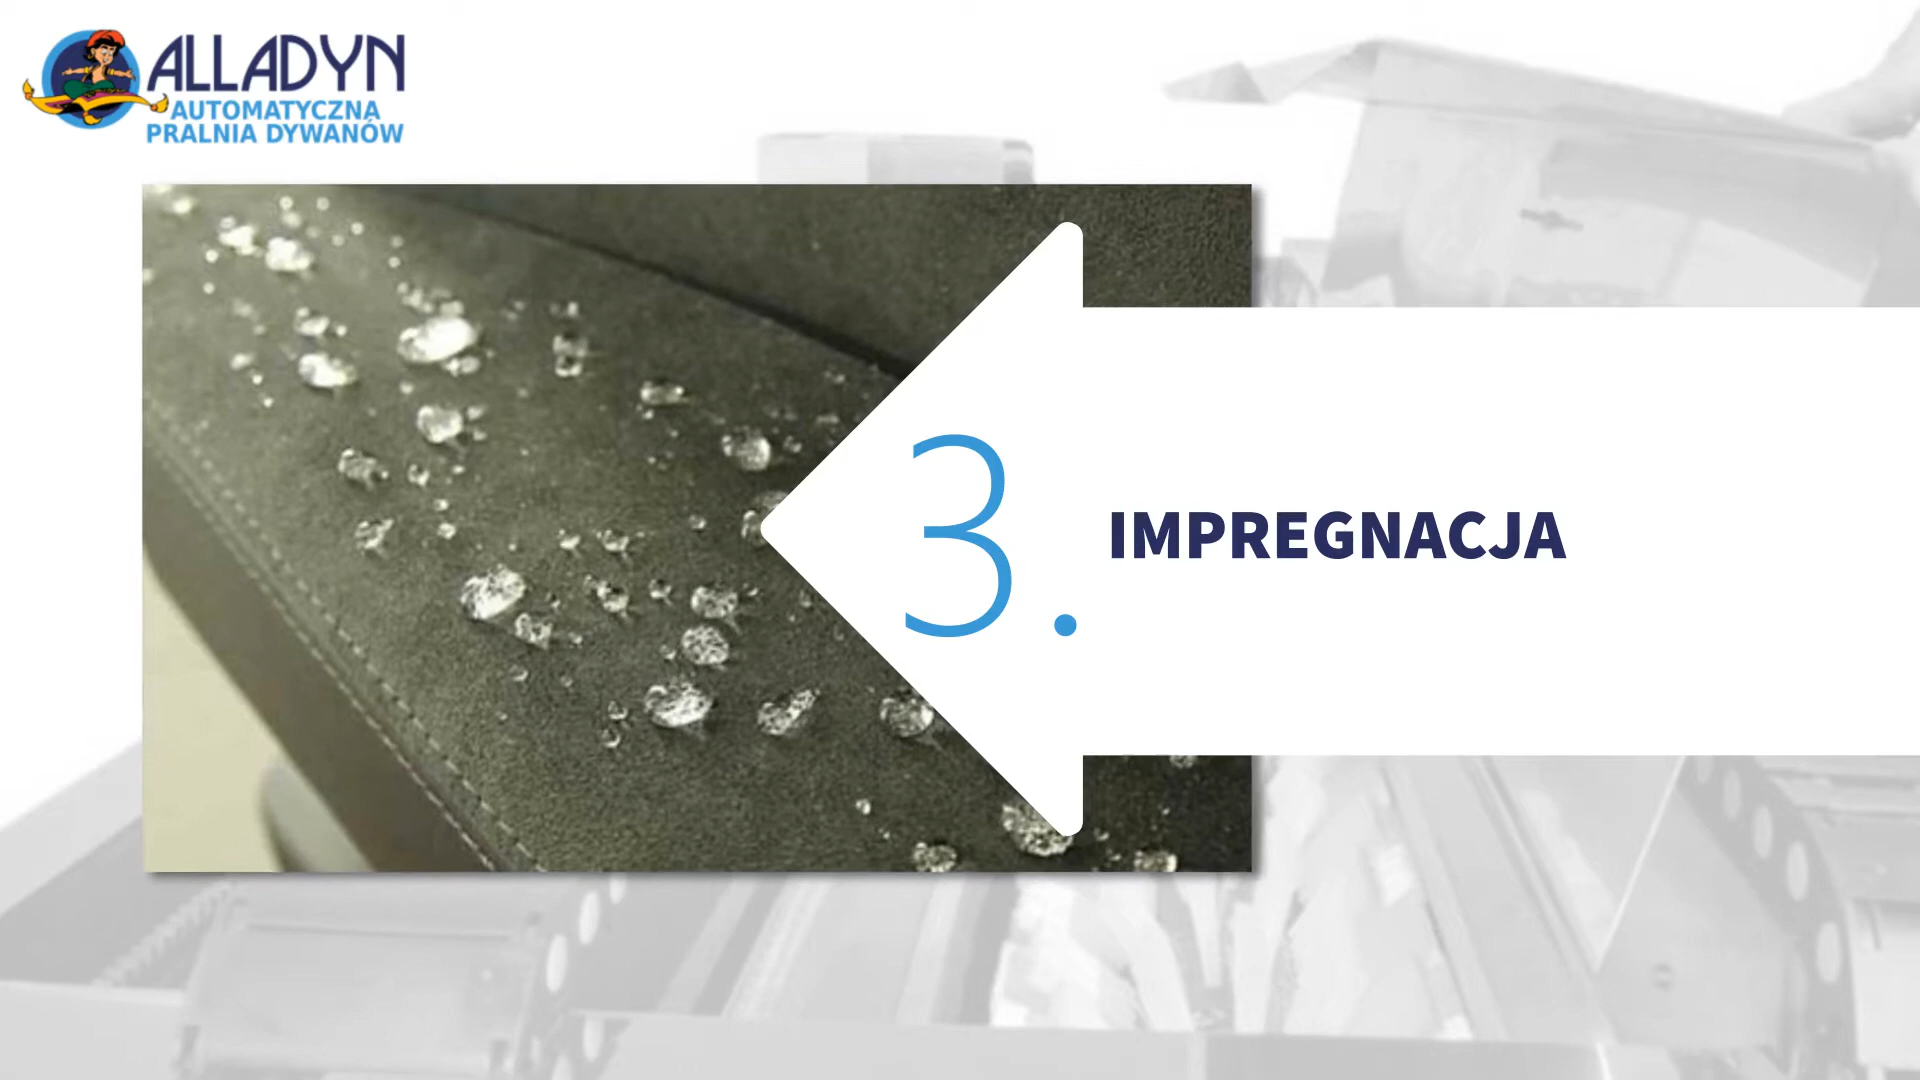 ALLADYN
AUTOMATYCZNA
PRALNIA DYWANÓW
3.
IMPREGNACJA